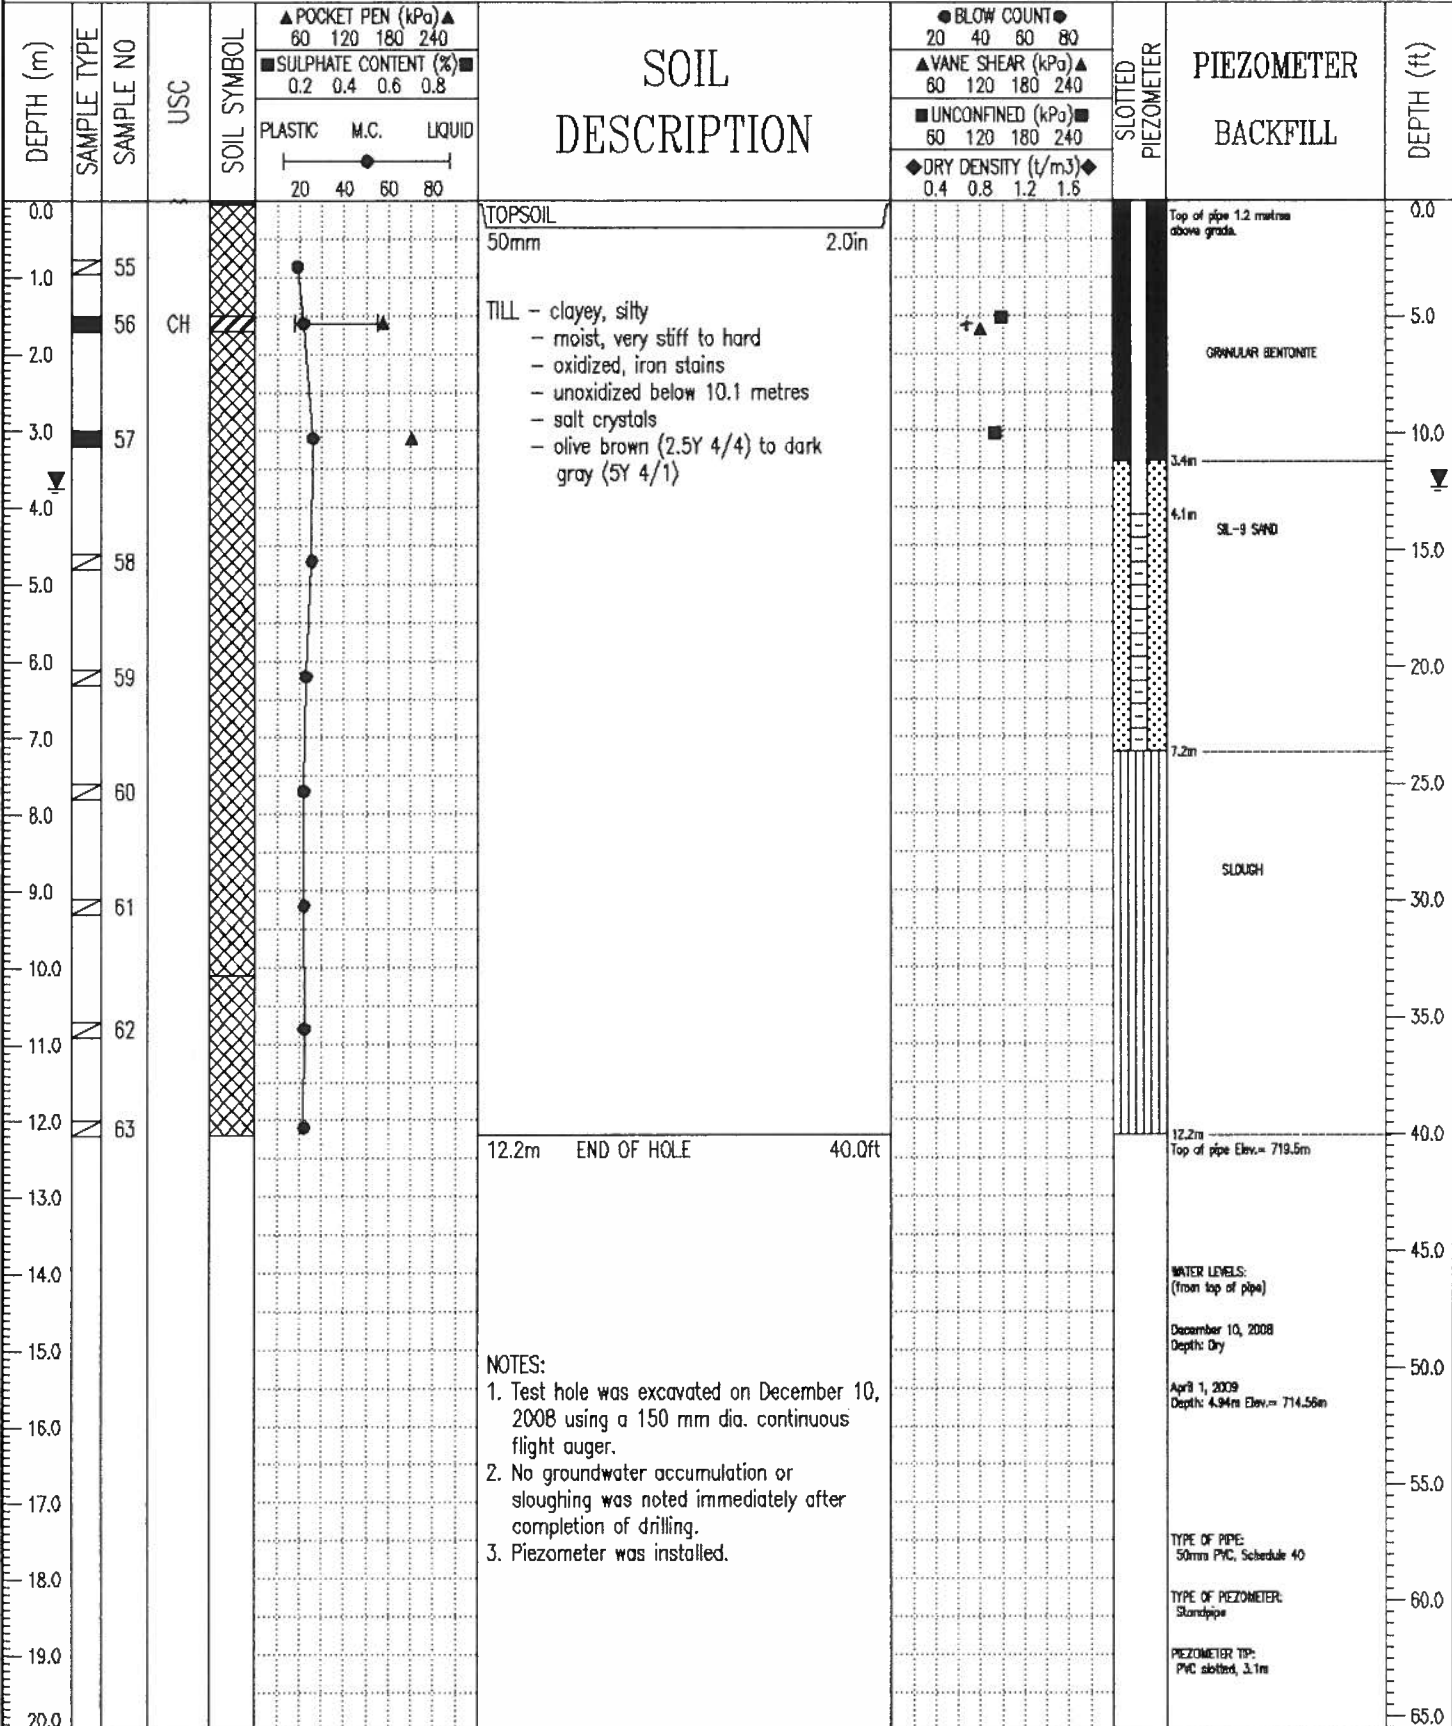 DEPTH (m)
SAMPLE TYPE
SAMPLE NO
USC
SOIL SYMBOL
▲POCKET PEN (kPa)▲
60 120 180 240
■SULPHATE CONTENT (%)■
0.2 0.4 0.6 0.8
PLASTIC M.C. LIQUID
20 40 60 80
SOIL
DESCRIPTION
●BLOW COUNT●
20 40 60 80
▲VANE SHEAR (kPa)▲
60 120 180 240
■UNCONFINED (kPa)■
60 120 180 240
◆DRY DENSITY (t/m3)◆
0.4 0.8 1.2 1.6
SLOTTED
PIEZOMETER
PIEZOMETER
BACKFILL
DEPTH (ft)
0.0
1.0
2.0
3.0
4.0
5.0
6.0
7.0
8.0
9.0
10.0
11.0
12.0
13.0
14.0
15.0
16.0
17.0
18.0
19.0
20.0
55
56
57
58
59
60
61
62
63
CH
TOPSOIL
50mm 2.0in
TILL – clayey, silty
– moist, very stiff to hard
– oxidized, iron stains
– unoxidized below 10.1 metres
– salt crystals
– olive brown (2.5Y 4/4) to dark
gray (5Y 4/1)
12.2m END OF HOLE 40.0ft
NOTES:
1. Test hole was excavated on December 10,
2008 using a 150 mm dia. continuous
flight auger.
2. No groundwater accumulation or
sloughing was noted immediately after
completion of drilling.
3. Piezometer was installed.
Top of pipe 1.2 metres
above grade.
GRANULAR BENTONITE
3.4m
4.1m
SIL-9 SAND
7.2m
SLOUGH
12.2m
Top of pipe Elev.= 719.5m
WATER LEVELS:
(from top of pipe)
December 10, 2008
Depth: Dry
April 1, 2009
Depth: 4.94m Elev.= 714.56m
TYPE OF PIPE:
50mm PVC, Schedule 40
TYPE OF PIEZOMETER:
Standpipe
PIEZOMETER TIP:
PVC slotted, 3.1m
0.0
5.0
10.0
15.0
20.0
25.0
30.0
35.0
40.0
45.0
50.0
55.0
60.0
65.0